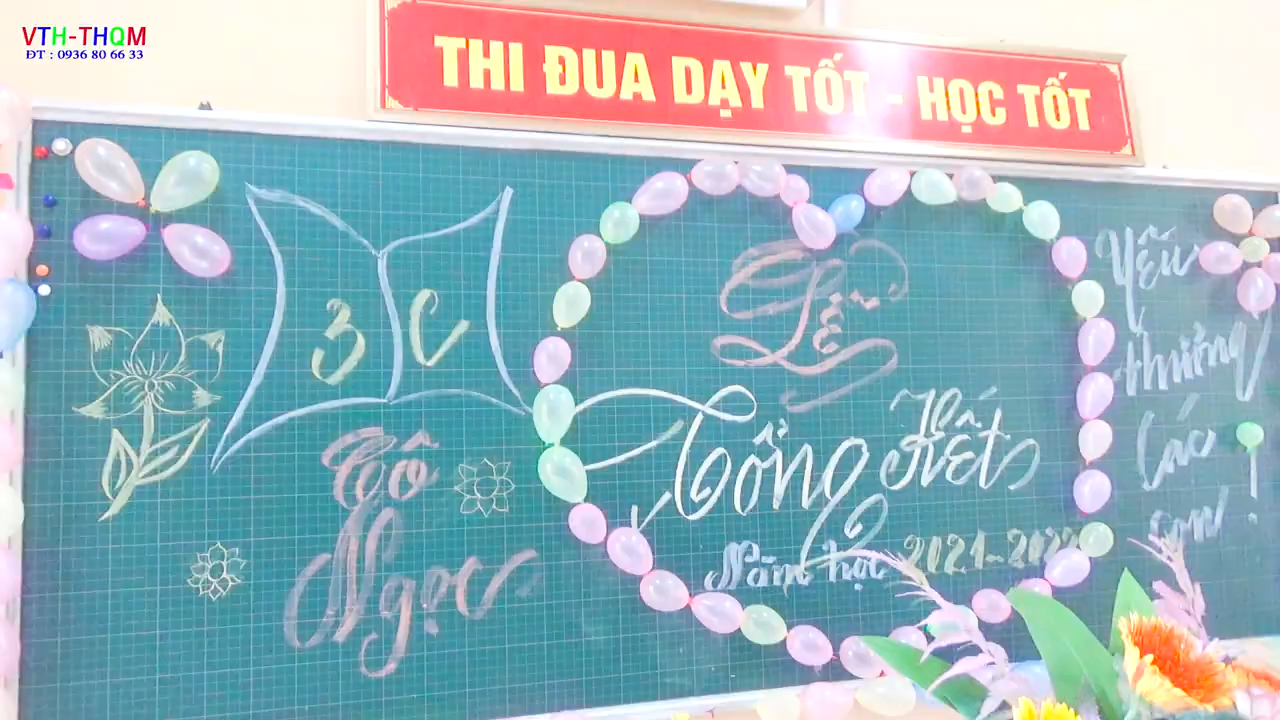 VTH-THQM
ĐT : 0936 80 66 33
THI ĐUA DẠY TỐT - HỌC TỐT
3 C
Cô
Ngọc
Lễ
Tổng Kết
Năm học 2021-2022
Yêu
thương
các
con !